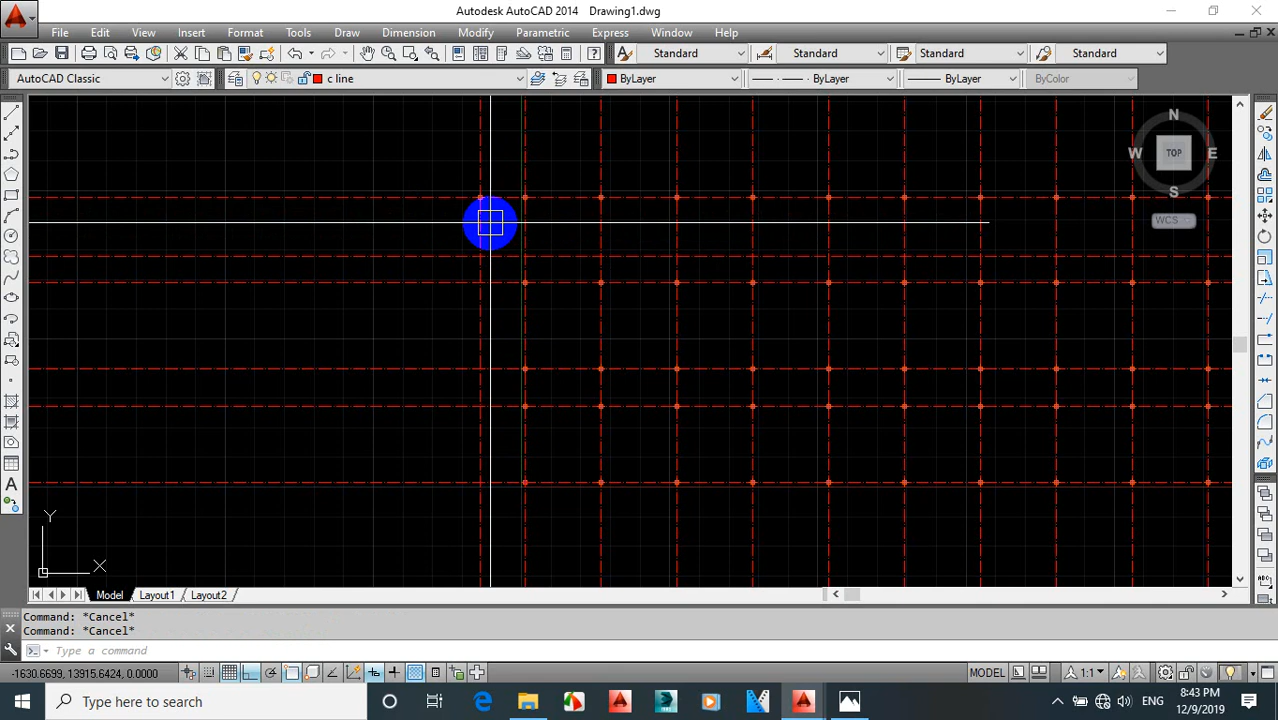 Autodesk AutoCAD 2014 Drawing1.dwg
File Edit View Insert Format Tools Draw Dimension Modify Parametric Express Window Help
Standard Standard Standard Standard
AutoCAD Classic c line ByLayer ByLayer ByLayer ByColor
N
W TOP E
S
WCS
Y
X
Model Layout1 Layout2
Command: *Cancel*
Command: *Cancel*
Type a command
-1630.6699, 13915.6424, 0.0000 MODEL 1:1
Type here to search ENG 8:43 PM
12/9/2019